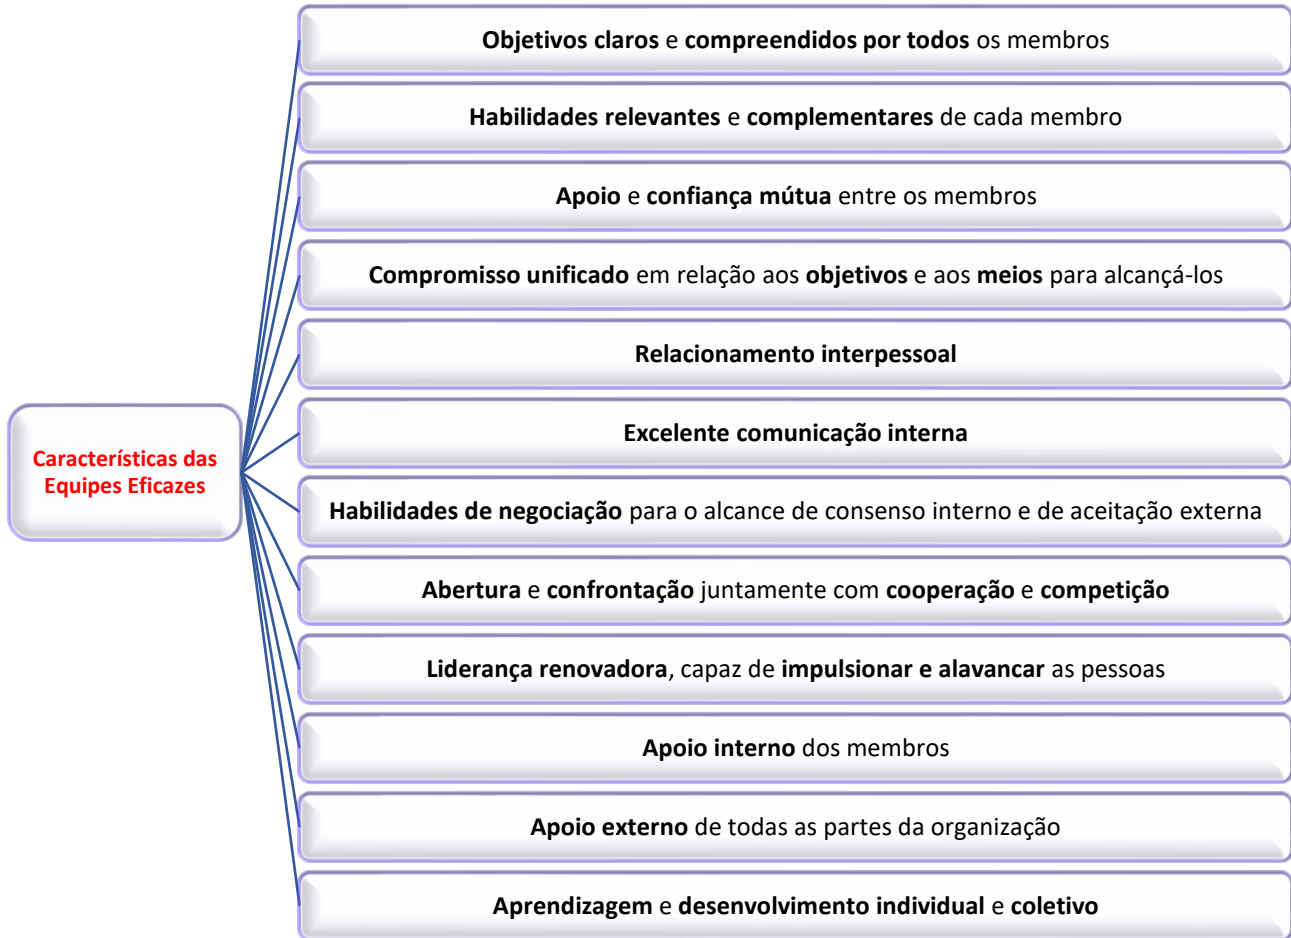 Objetivos claros e compreendidos por todos os membros
Habilidades relevantes e complementares de cada membro
Apoio e confiança mútua entre os membros
Compromisso unificado em relação aos objetivos e aos meios para alcançá-los
Relacionamento interpessoal
Excelente comunicação interna
Características das
Equipes Eficazes
Habilidades de negociação para o alcance de consenso interno e de aceitação externa
Abertura e confrontação juntamente com cooperação e competição
Liderança renovadora, capaz de impulsionar e alavancar as pessoas
Apoio interno dos membros
Apoio externo de todas as partes da organização
Aprendizagem e desenvolvimento individual e coletivo